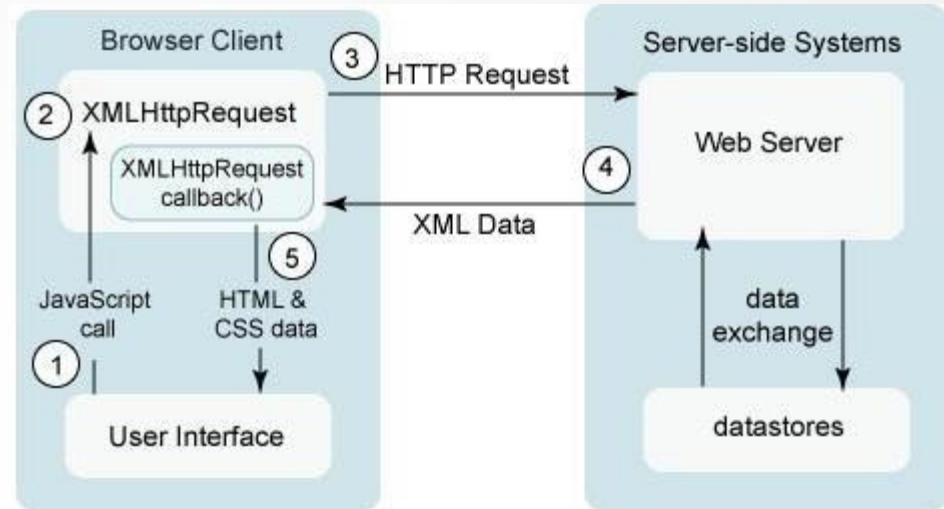 Browser Client
Server-side Systems
3
HTTP Request
2
XMLHttpRequest
Web Server
XMLHttpRequest
callback()
4
XML Data
5
JavaScript
call
HTML &
CSS data
data
exchange
1
User Interface
datastores